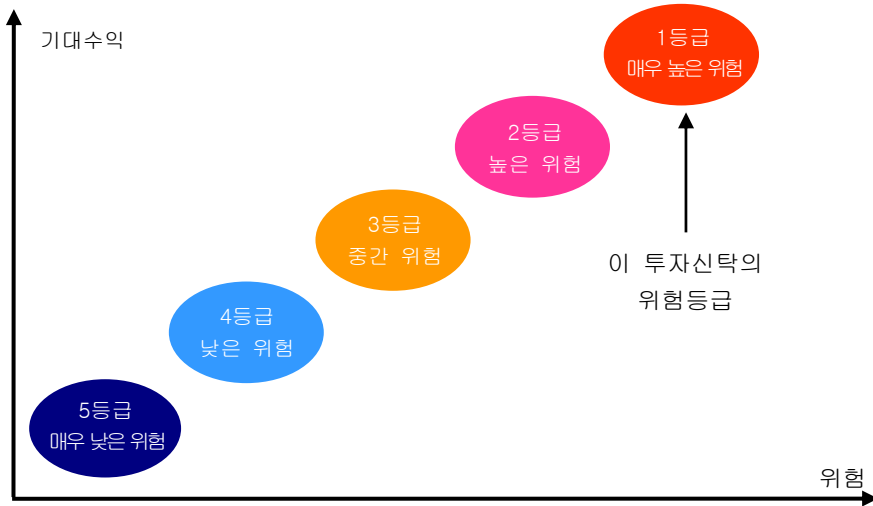 기대수익
1등급
매우 높은 위험
2등급
높은 위험
3등급
중간 위험
이 투자신탁의
위험등급
4등급
낮은 위험
5등급
매우 낮은 위험
위험